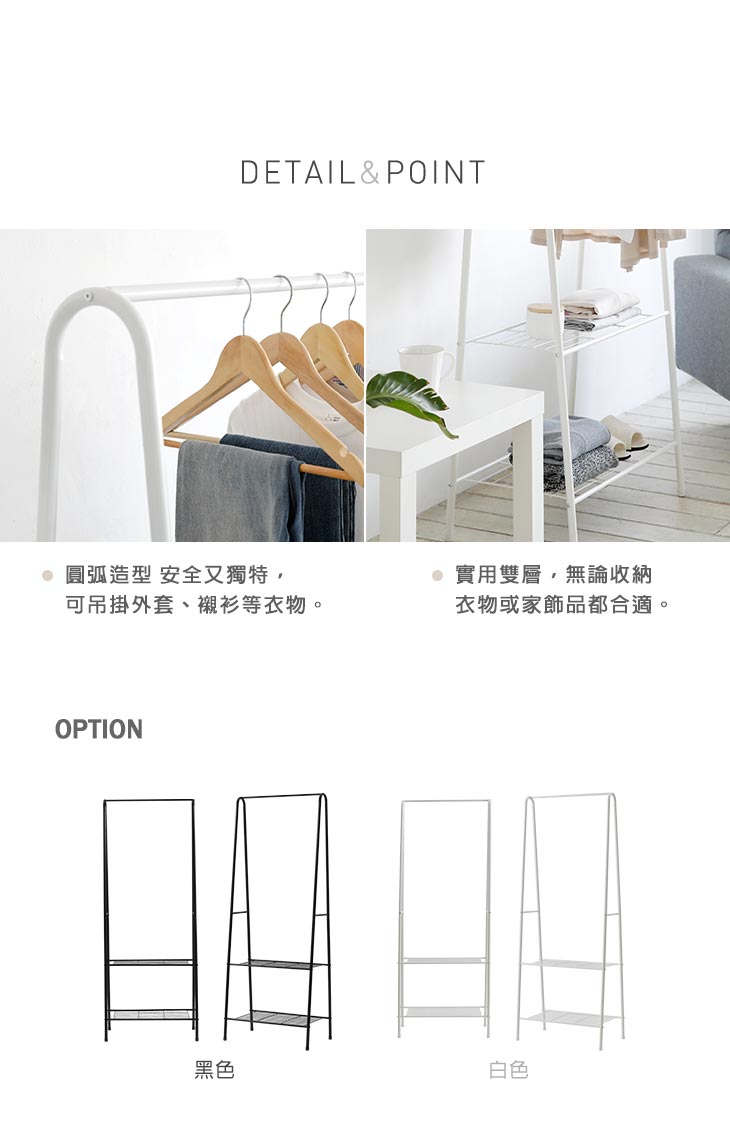 DETAIL&POINT
圓弧造型 安全又獨特，
可吊掛外套、襯衫等衣物。
實用雙層，無論收納
衣物或家飾品都合適。
OPTION
黑色
白色